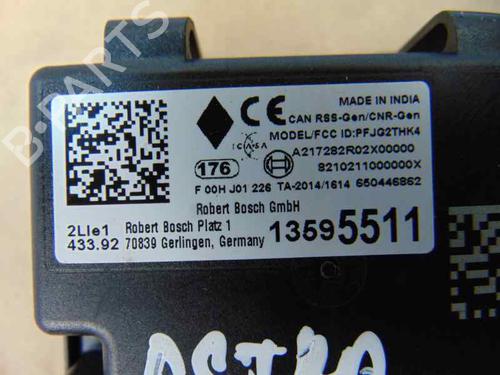 B-PARTS
MADE IN INDIA
CE CAN RSS-Gen/CNR-Gen
MODEL/FCC ID:PFJG2THK4
ICASA
A217282R02X00000
176 8210211000000X
F 00H J01 226 TA-2014/1614 650446862
Robert Bosch GmbH
2LIe1 Robert Bosch Platz 1
433.92 70839 Gerlingen, Germany 13595511